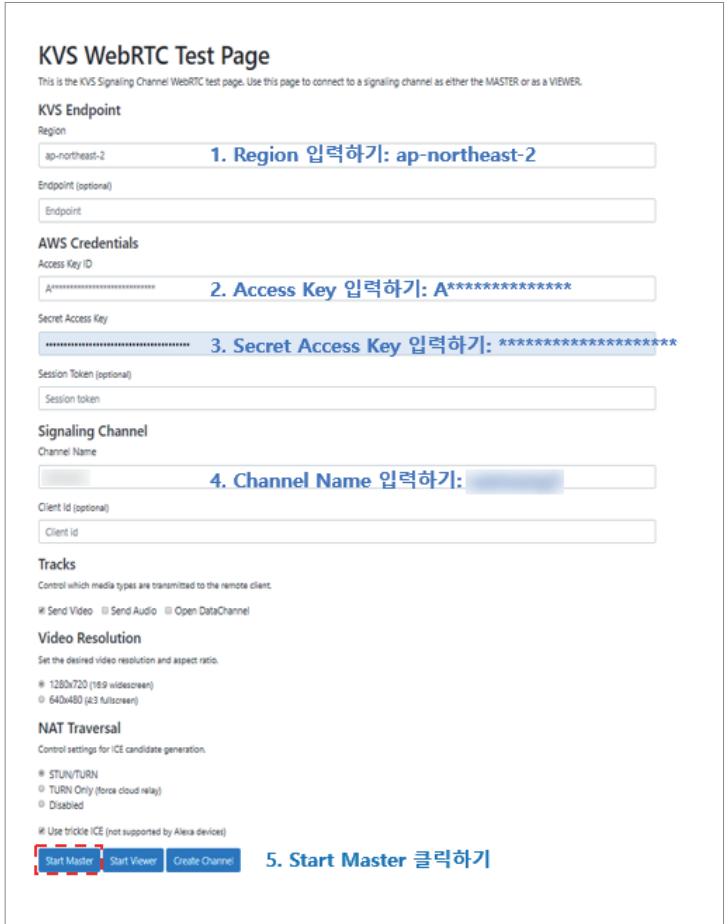 KVS WebRTC Test Page
This is the KVS Signaling Channel WebRTC test page. Use this page to connect to a signaling channel as either the MASTER or as a VIEWER.
KVS Endpoint
Region
ap-northeast-2 1. Region 입력하기: ap-northeast-2
Endpoint (optional)
Endpoint
AWS Credentials
Access Key ID
A**************************** 2. Access Key 입력하기: A**************
Secret Access Key
•••••••••••••••••••••••••••••••••••••••• 3. Secret Access Key 입력하기: ********************
Session Token (optional)
Session token
Signaling Channel
Channel Name
4. Channel Name 입력하기:
Client Id (optional)
Client id
Tracks
Control which media types are transmitted to the remote client.
Send Video Send Audio Open DataChannel
Video Resolution
Set the desired video resolution and aspect ratio.
1280x720 (16:9 widescreen)
640x480 (4:3 fullscreen)
NAT Traversal
Control settings for ICE candidate generation.
STUN/TURN
TURN Only (force cloud relay)
Disabled
Use trickle ICE (not supported by Alexa devices)
Start Master Start Viewer Create Channel 5. Start Master 클릭하기